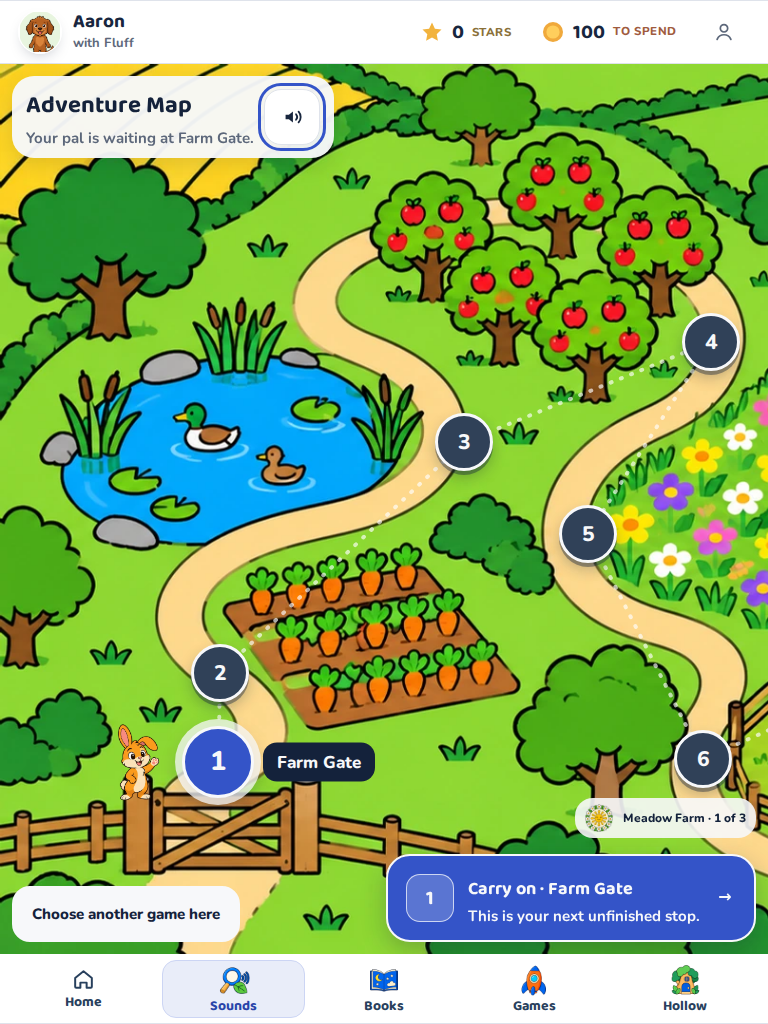 Aaron
with Fluff
0 STARS
100 TO SPEND
Adventure Map
Your pal is waiting at Farm Gate.
4
3
5
2
1
Farm Gate
6
Meadow Farm · 1 of 3
1
Carry on · Farm Gate
This is your next unfinished stop.
→
Choose another game here
Home
Sounds
Books
Games
Hollow